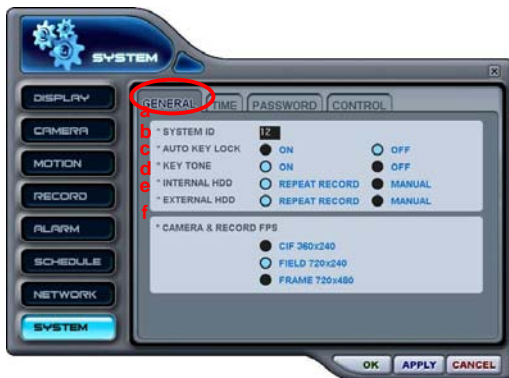 SYSTEM
DISPLAY
CAMERA
MOTION
RECORD
ALARM
SCHEDULE
NETWORK
SYSTEM
GENERAL TIME PASSWORD CONTROL
a
b * SYSTEM ID 12
c * AUTO KEY LOCK ON OFF
d * KEY TONE ON OFF
e * INTERNAL HDD REPEAT RECORD MANUAL
* EXTERNAL HDD REPEAT RECORD MANUAL
f
* CAMERA & RECORD FPS
CIF 360x240
FIELD 720x240
FRAME 720x480
OK APPLY CANCEL